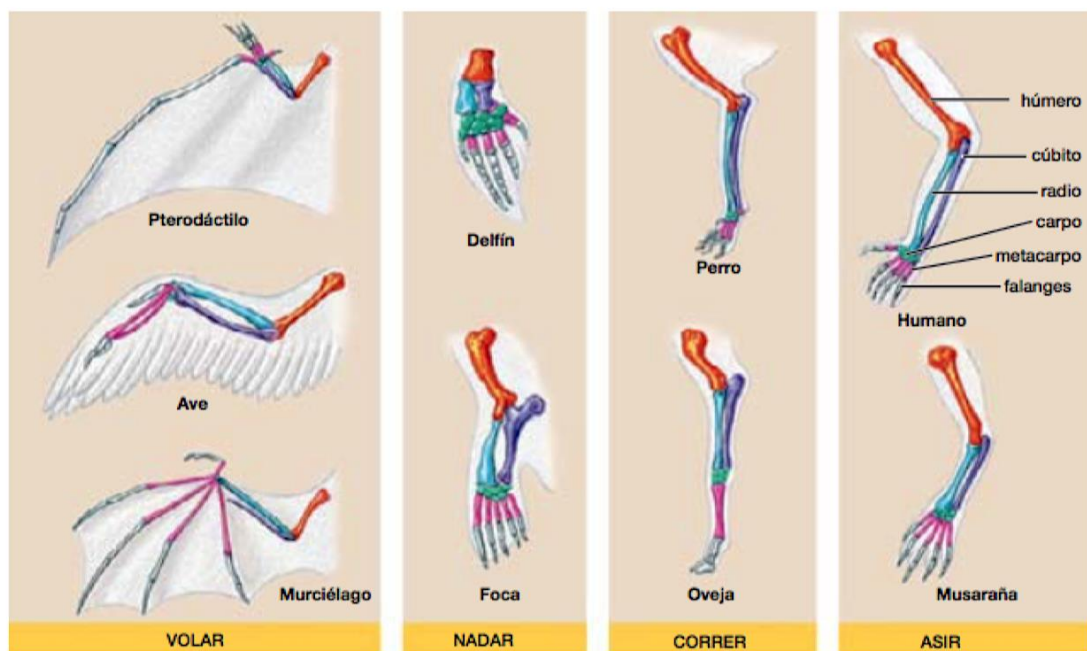 Pterodáctilo
Ave
Murciélago
VOLAR
Delfín
Foca
NADAR
Perro
Oveja
CORRER
húmero
cúbito
radio
carpo
metacarpo
falanges
Humano
Musaraña
ASIR